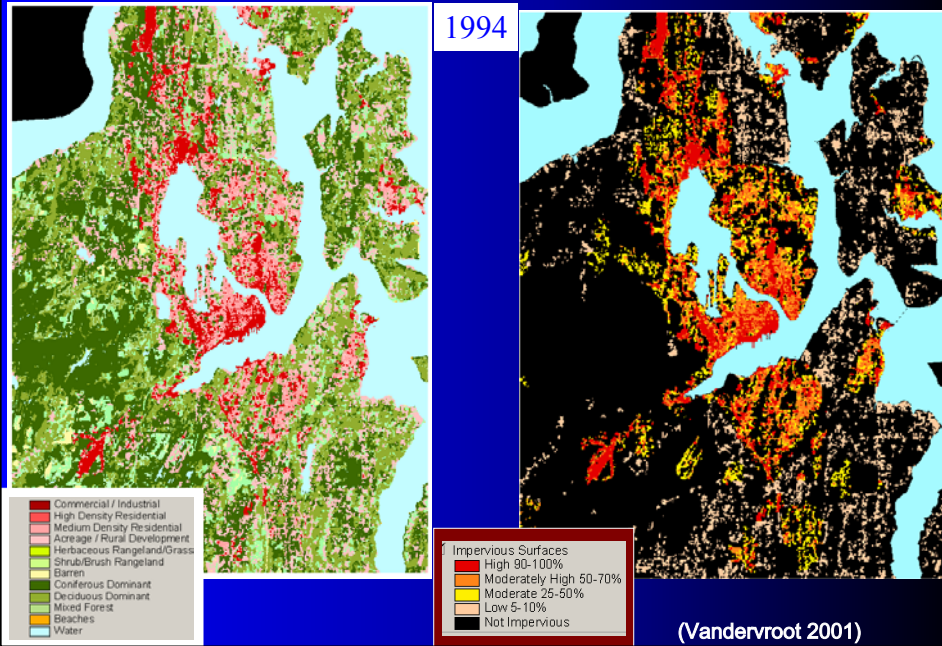 1994
Commercial / Industrial
High Density Residential
Medium Density Residential
Acreage / Rural Development
Herbaceous Rangeland/Grass
Shrub/Brush Rangeland
Barren
Coniferous Dominant
Deciduous Dominant
Mixed Forest
Beaches
Water
Impervious Surfaces
High 90-100%
Moderately High 50-70%
Moderate 25-50%
Low 5-10%
Not Impervious
(Vandervroot 2001)